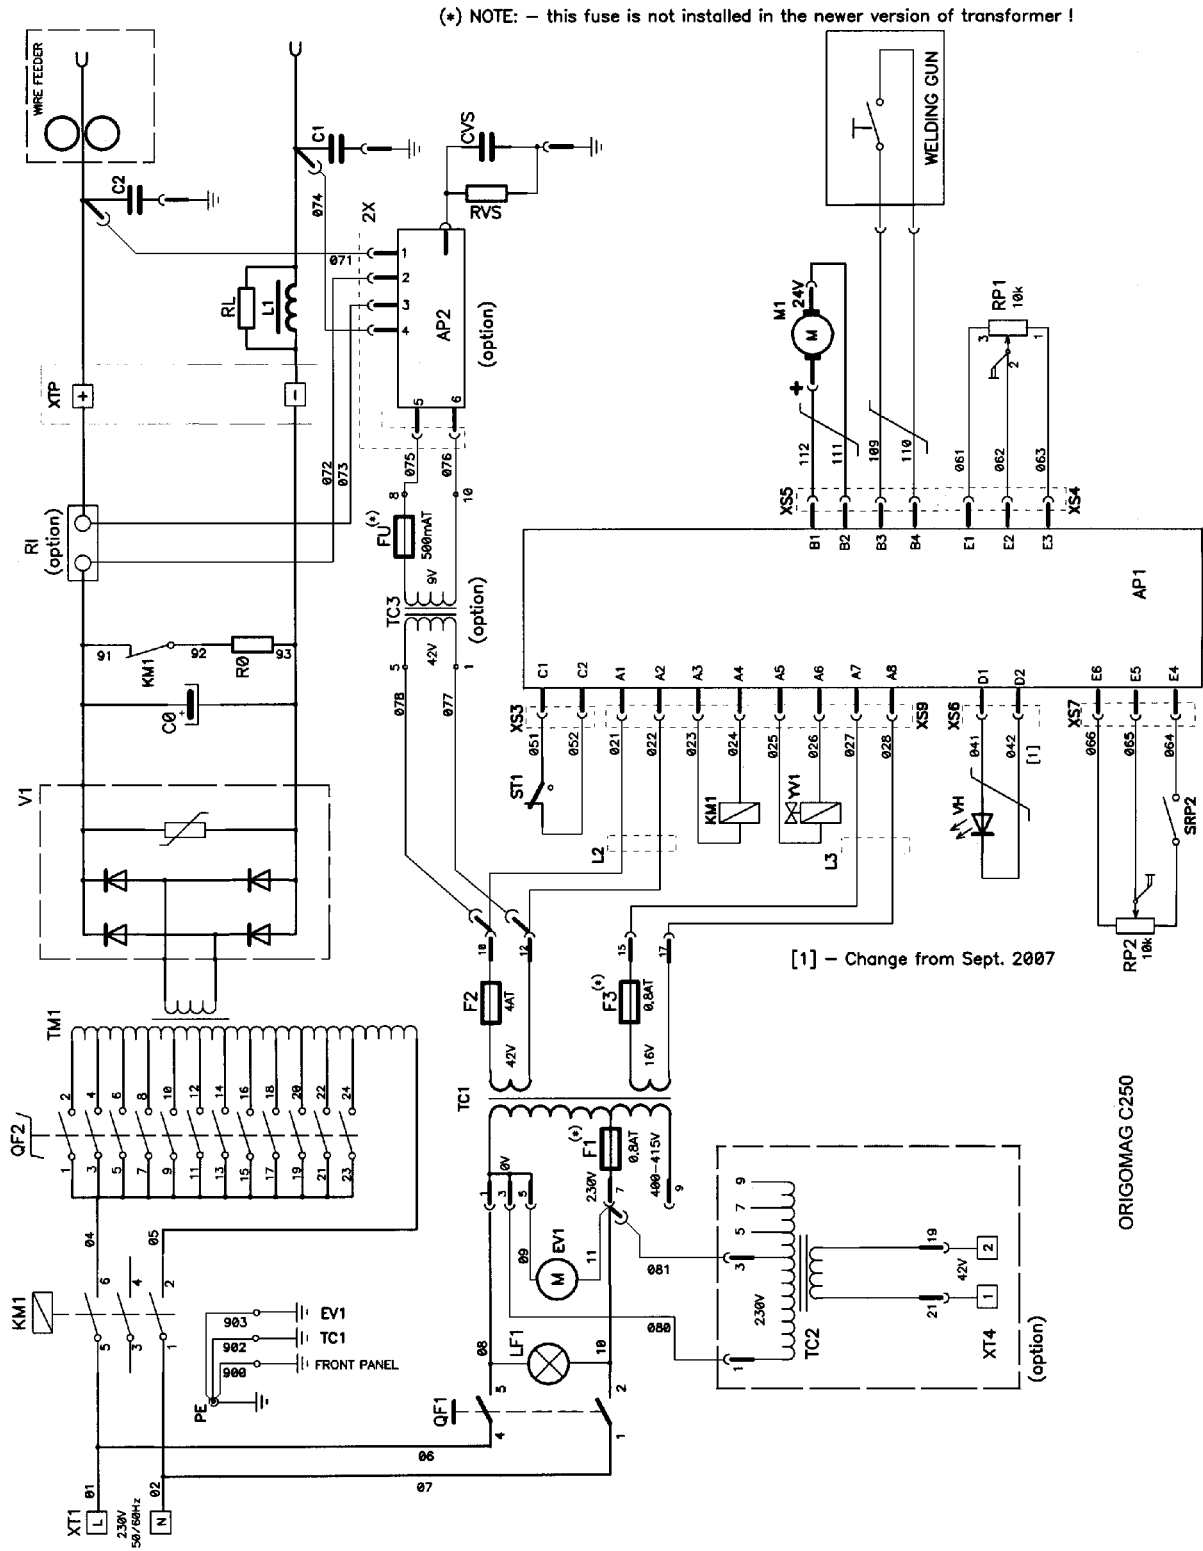 (*) NOTE: – this fuse is not installed in the newer version of transformer !
WIRE FEEDER
C2
C1
074
071
2X
CVS
RVS
RL
L1
1
2
3
4
AP2
(option)
5
6
XTP
+
-
072
073
075
076
8
10
RI
(option)
FU
(*)
500mAT
9V
TC3
42V
(option)
5
1
078
077
91
KM1
92
R0
93
C0
+
V1
WELDING GUN
M1
24V
M
+
112
111
109
110
RP1
10k
3
2
1
061
062
063
XS5
XS4
B1
B2
B3
B4
E1
E2
E3
AP1
C1
C2
A1
A2
A3
A4
A5
A6
A7
A8
D1
D2
E6
E5
E4
XS3
XS9
XS6
XS7
051
052
021
022
023
024
025
026
027
028
041
042
[1]
066
065
064
ST1
KM1
YV1
L2
L3
VH
SRP2
RP2
10k
[1] – Change from Sept. 2007
TM1
QF2
1
2
3
4
5
6
7
8
9
10
11
12
13
14
15
16
17
18
19
20
21
22
23
24
04
05
KM1
5
6
3
4
1
2
903
EV1
902
TC1
900
FRONT PANEL
PE
XT1
L
01
230V
50/60Hz
N
02
06
07
10
12
15
17
F2
4AT
F3
(*)
0,8AT
42V
16V
TC1
0V
1
3
5
F1
(*)
0,8AT
230V
7
400-415V
9
09
M
EV1
11
08
LF1
10
081
080
QF1
5
4
2
1
9
7
5
3
1
230V
TC2
19
42V
21
2
1
XT4
(option)
ORIGOMAG C250